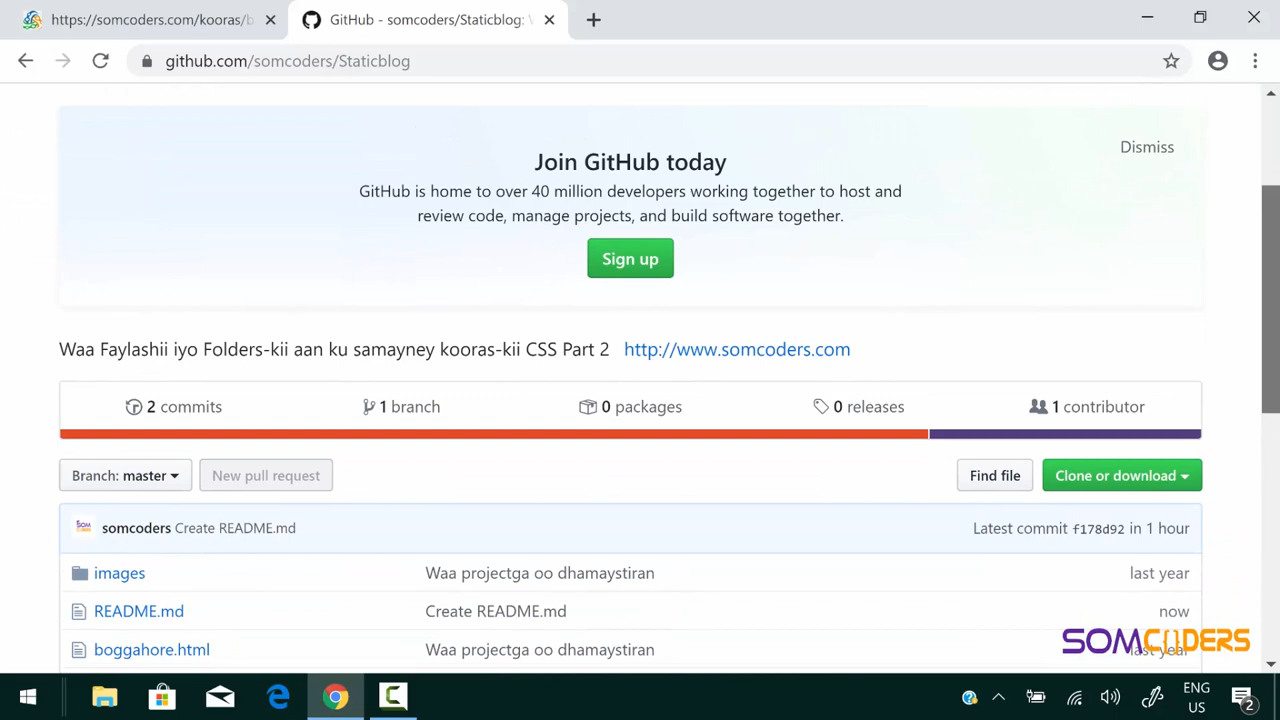 https://somcoders.com/kooras/b
GitHub - somcoders/Staticblog: W
github.com/somcoders/Staticblog
Dismiss
Join GitHub today
GitHub is home to over 40 million developers working together to host and
review code, manage projects, and build software together.
Sign up
Waa Faylashii iyo Folders-kii aan ku samayney kooras-kii CSS Part 2 http://www.somcoders.com
2 commits
1 branch
0 packages
0 releases
1 contributor
Branch: master
New pull request
Find file
Clone or download
somcoders Create README.md
Latest commit f178d92 in 1 hour
images
Waa projectga oo dhamaystiran
last year
README.md
Create README.md
now
boggahore.html
Waa projectga oo dhamaystiran
last year
SOMC{}DERS
ENG
US
2